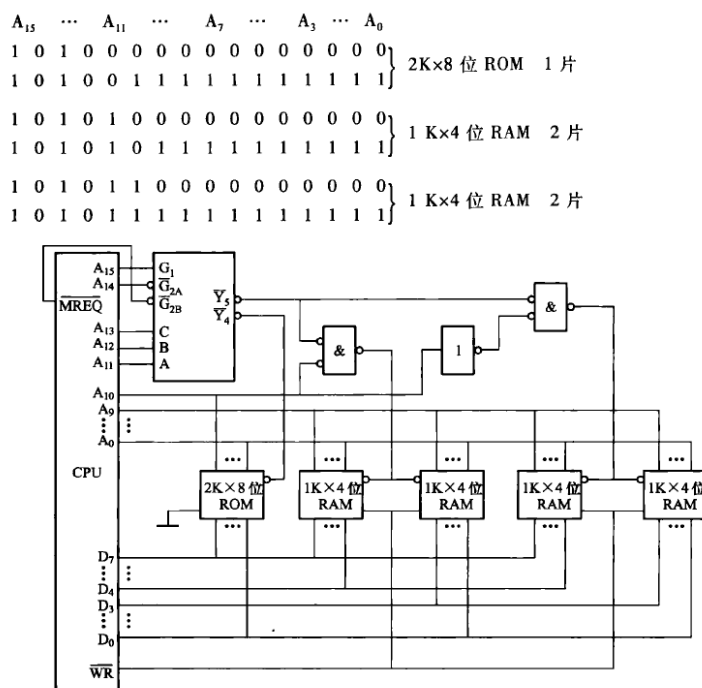 A₁₅ ⋯ A₁₁ ⋯ A₇ ⋯ A₃ ⋯ A₀
1 0 1 0 0 0 0 0 0 0 0 0 0 0 0 0
1 0 1 0 0 1 1 1 1 1 1 1 1 1 1 1
2K×8 位 ROM 1 片
1 0 1 0 1 0 0 0 0 0 0 0 0 0 0 0
1 0 1 0 1 0 1 1 1 1 1 1 1 1 1 1
1 K×4 位 RAM 2 片
1 0 1 0 1 1 0 0 0 0 0 0 0 0 0 0
1 0 1 0 1 1 1 1 1 1 1 1 1 1 1 1
1 K×4 位 RAM 2 片
A₁₅ G₁
A₁₄ G̅₂A
M̅R̅E̅Q̅ G̅₂B
Y̅₅
Y̅₄
A₁₃ C
A₁₂ B
A₁₁ A
&
1
&
A₁₀
A₉
⋮ ⋮
A₀
CPU
⋯ ⋯ ⋯ ⋯ ⋯
2K×8位 1K×4 位 1K×4 位 1K×4 位 1K×4 位
ROM RAM RAM RAM RAM
⋯ ⋯ ⋯ ⋯ ⋯
D₇
⋮ ⋮
D₄
D₃
⋮ ⋮
D₀
W̅R̅